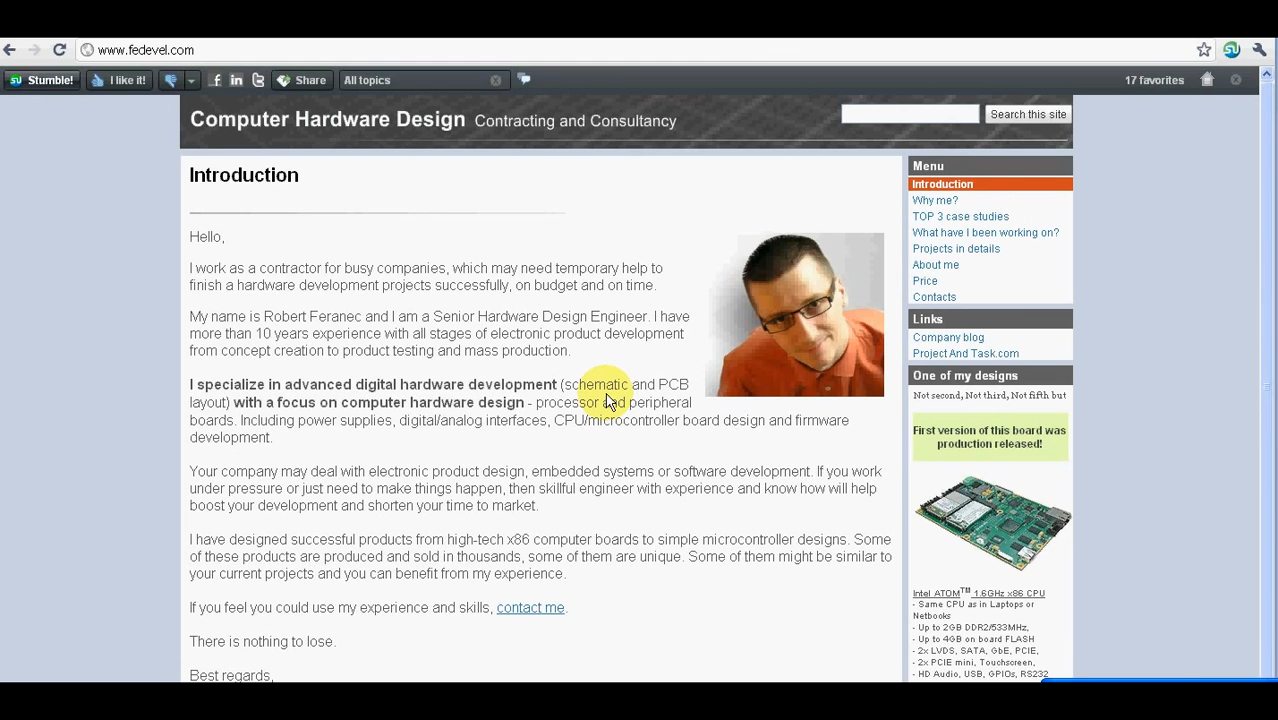 www.fedevel.com
Stumble! I like it! Share All topics 17 favorites
Computer Hardware Design Contracting and Consultancy
Search this site
Introduction
Hello,
I work as a contractor for busy companies, which may need temporary help to
finish a hardware development projects successfully, on budget and on time.
My name is Robert Feranec and I am a Senior Hardware Design Engineer. I have
more than 10 years experience with all stages of electronic product development
from concept creation to product testing and mass production.
I specialize in advanced digital hardware development (schematic and PCB
layout) with a focus on computer hardware design - processor and peripheral
boards. Including power supplies, digital/analog interfaces, CPU/microcontroller board design and firmware
development.
Your company may deal with electronic product design, embedded systems or software development. If you work
under pressure or just need to make things happen, then skillful engineer with experience and know how will help
boost your development and shorten your time to market.
I have designed successful products from high-tech x86 computer boards to simple microcontroller designs. Some
of these products are produced and sold in thousands, some of them are unique. Some of them might be similar to
your current projects and you can benefit from my experience.
If you feel you could use my experience and skills, contact me.
There is nothing to lose.
Best regards,
Menu
Introduction
Why me?
TOP 3 case studies
What have I been working on?
Projects in details
About me
Price
Contacts
Links
Company blog
Project And Task.com
One of my designs
Not second, Not third, Not fifth but
First version of this board was
production released!
Intel ATOM™ 1.6GHz x86 CPU
- Same CPU as in Laptops or
Netbooks
- Up to 2GB DDR2/533MHz,
- Up to 4GB on board FLASH
- 2x LVDS, SATA, GbE, PCIE,
- 2x PCIE mini, Touchscreen,
- HD Audio, USB, GPIOs, RS232